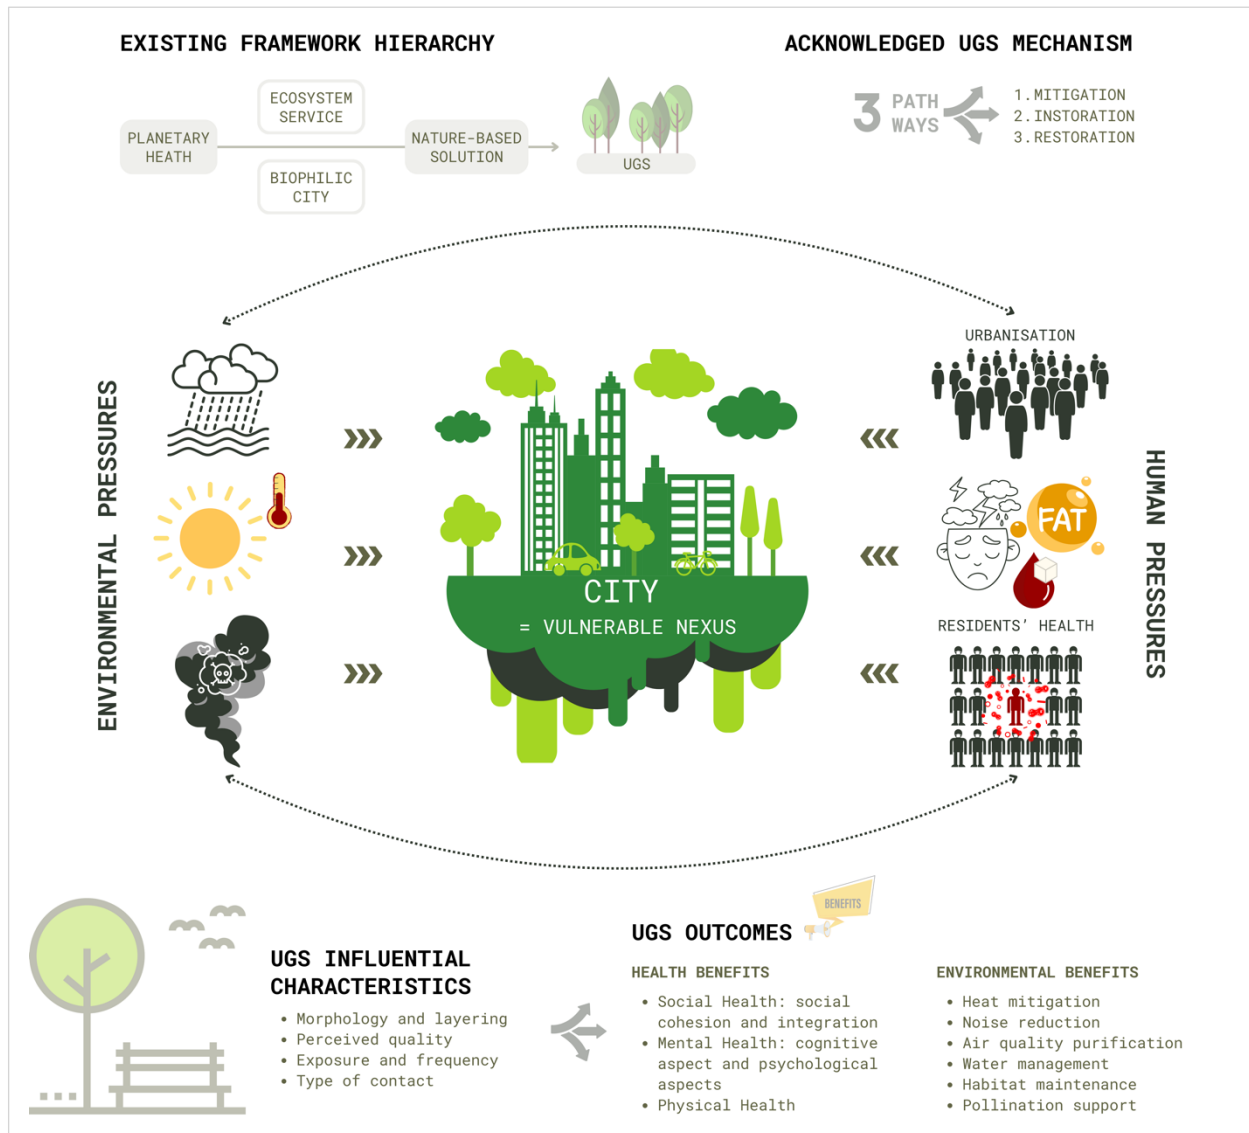 EXISTING FRAMEWORK HIERARCHY
ACKNOWLEDGED UGS MECHANISM
PLANETARY
HEATH
ECOSYSTEM
SERVICE
BIOPHILIC
CITY
NATURE-BASED
SOLUTION
UGS
3 PATH
WAYS
1.MITIGATION
2.INSTORATION
3.RESTORATION
ENVIRONMENTAL PRESSURES
CITY
= VULNERABLE NEXUS
URBANISATION
FAT
RESIDENTS' HEALTH
HUMAN PRESSURES
UGS INFLUENTIAL
CHARACTERISTICS
• Morphology and layering
• Perceived quality
• Exposure and frequency
• Type of contact
BENEFITS
UGS OUTCOMES
HEALTH BENEFITS
• Social Health: social
cohesion and integration
• Mental Health: cognitive
aspect and psychological
aspects
• Physical Health
ENVIRONMENTAL BENEFITS
• Heat mitigation
• Noise reduction
• Air quality purification
• Water management
• Habitat maintenance
• Pollination support